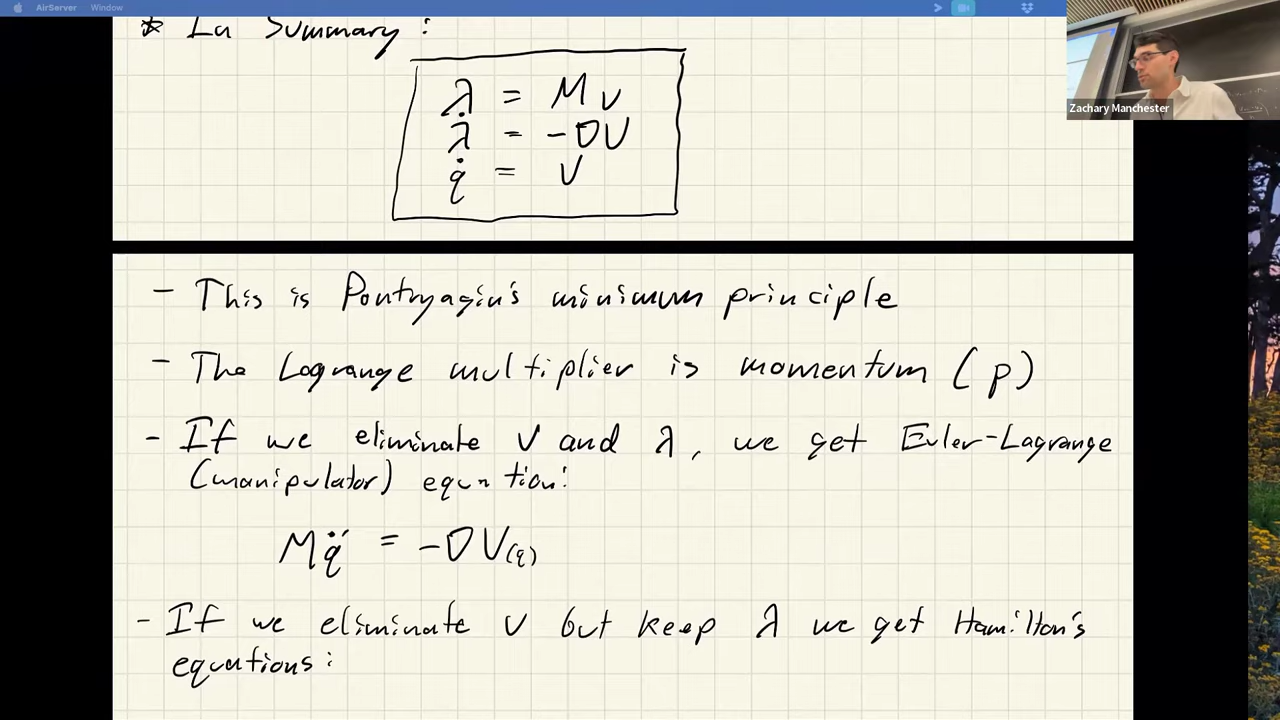 AirServer Window
* In Summary:
λ = M v
λ̇ = -∇U
q̇ = v
Zachary Manchester
- This is Pontryagin's minimum principle
- The Lagrange multiplier is momentum (p)
- If we eliminate v and λ, we get Euler-Lagrange
(manipulator) equation:
M q̈ = -∇U(q)
- If we eliminate v but keep λ we get Hamilton's
equations: